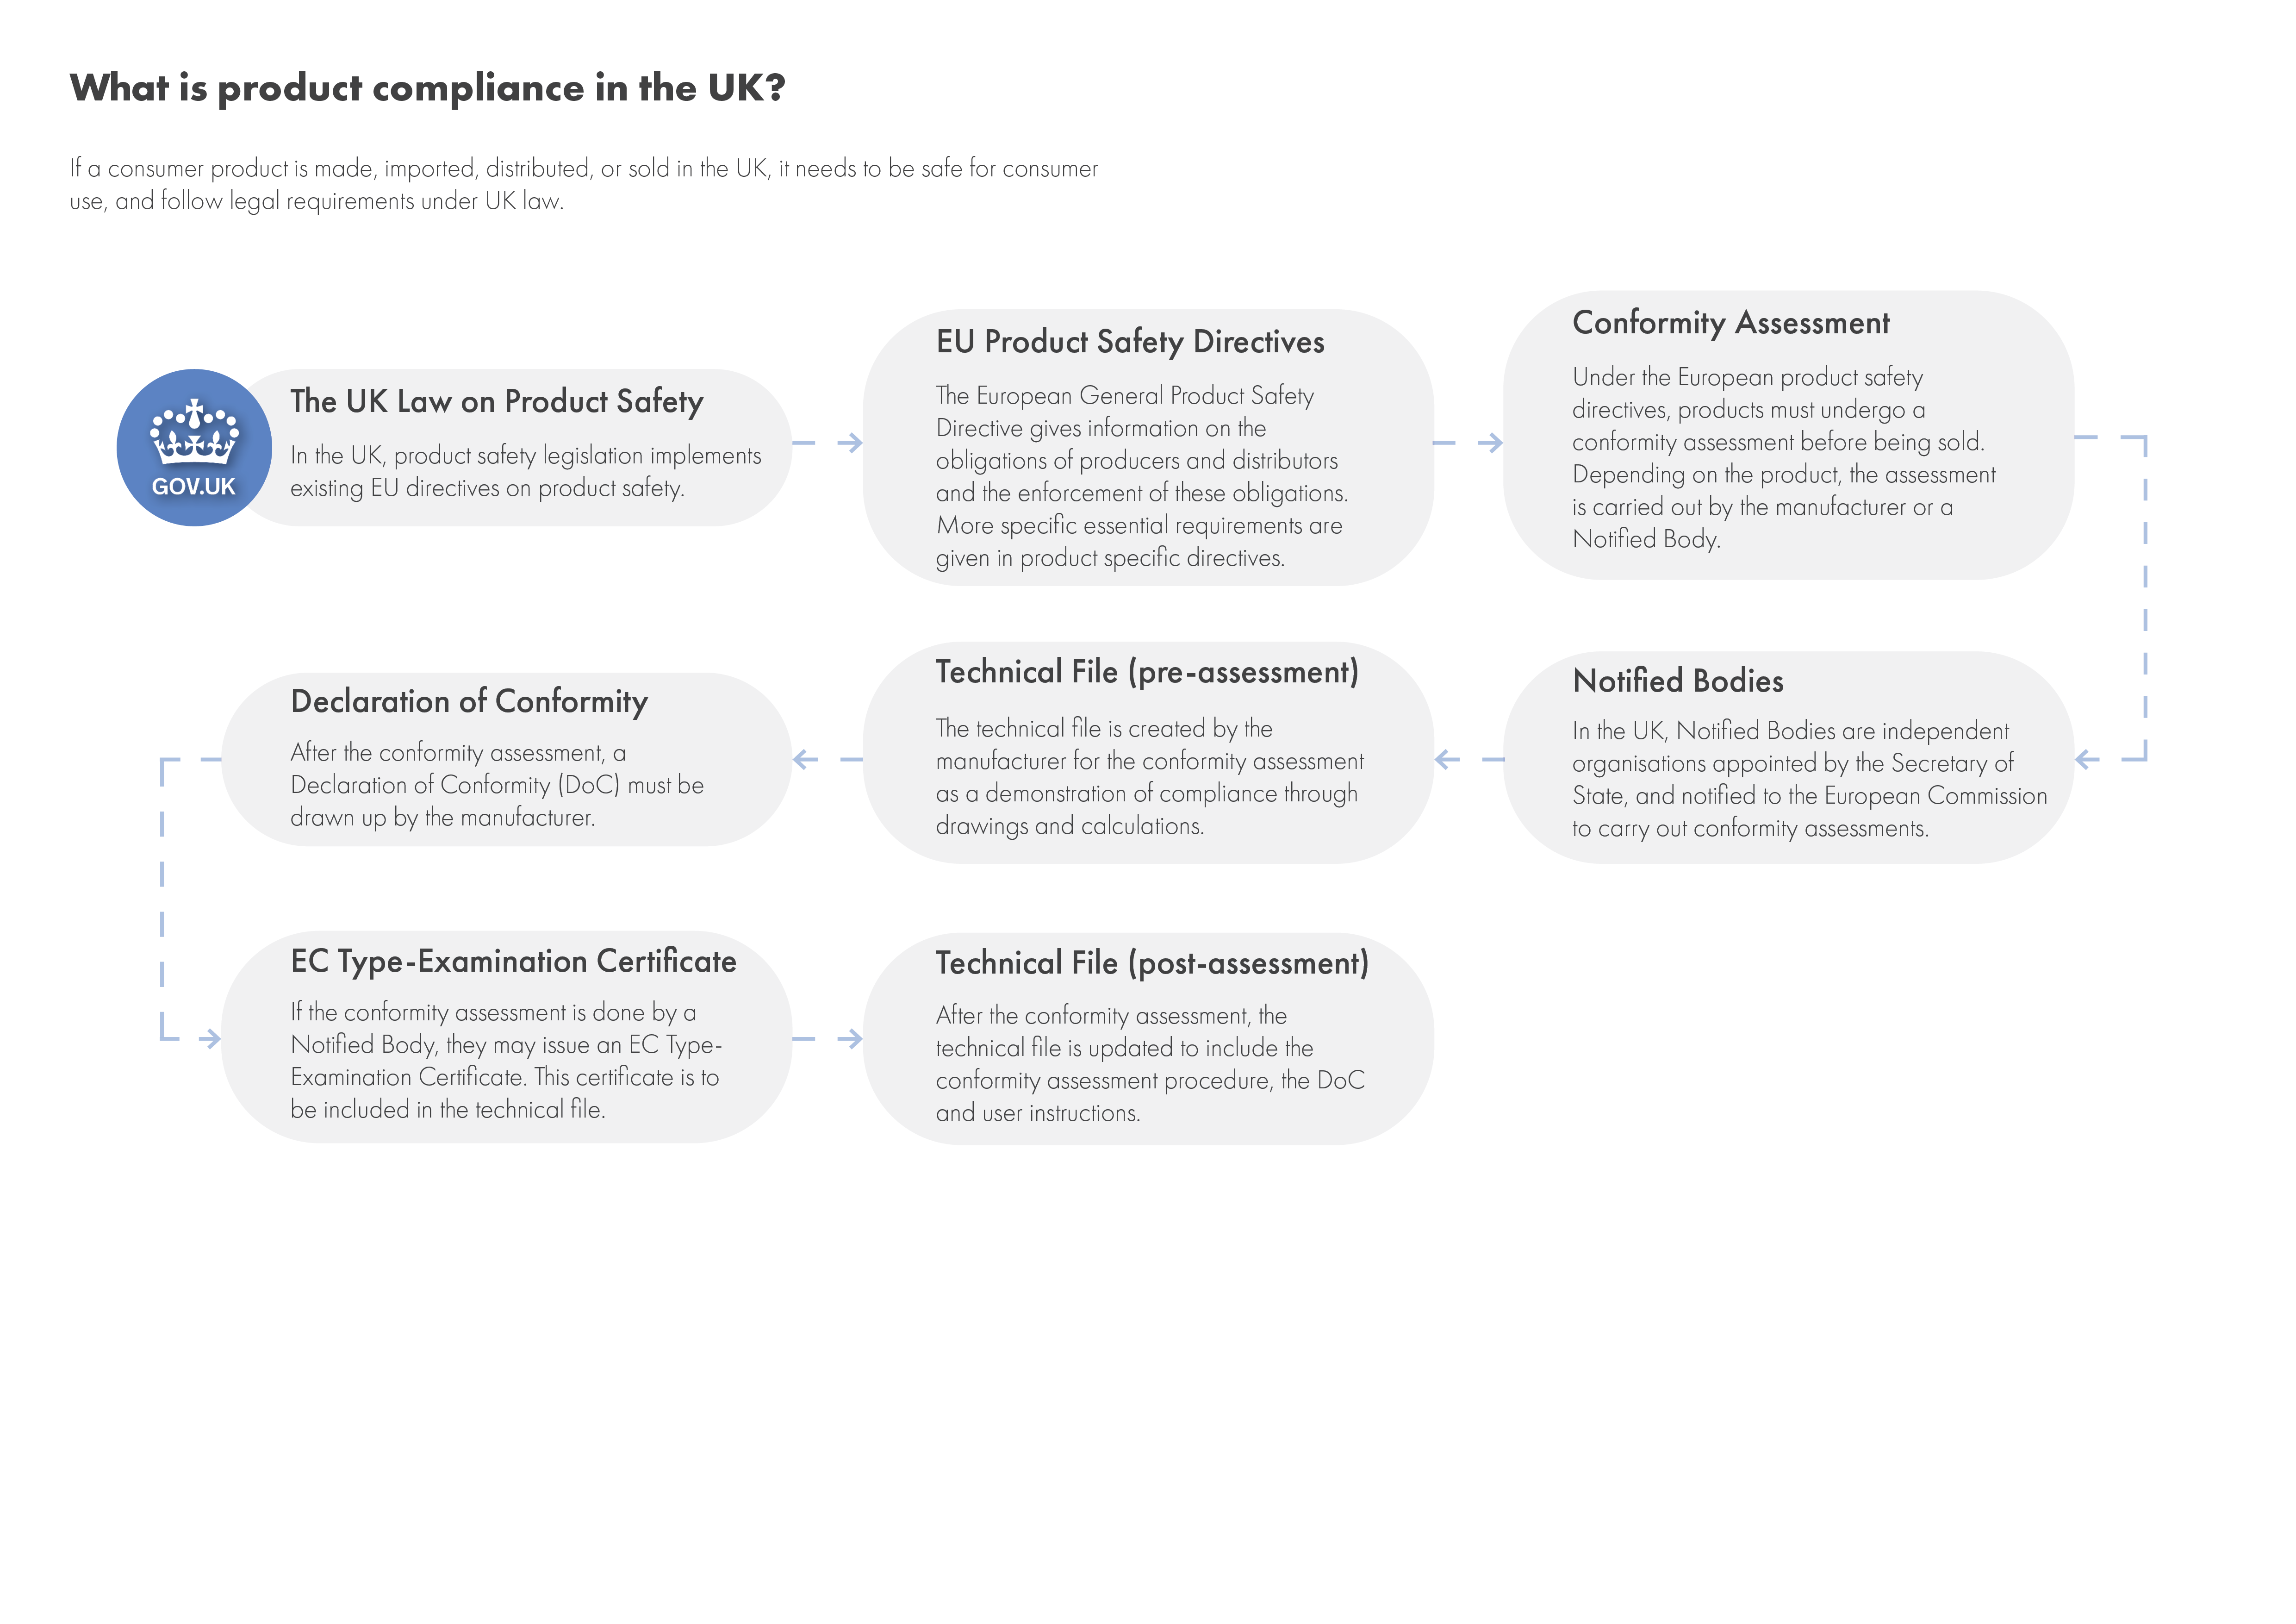 What is product compliance in the UK?
If a consumer product is made, imported, distributed, or sold in the UK, it needs to be safe for consumer
use, and follow legal requirements under UK law.
GOV.UK
The UK Law on Product Safety
In the UK, product safety legislation implements
existing EU directives on product safety.
EU Product Safety Directives
The European General Product Safety
Directive gives information on the
obligations of producers and distributors
and the enforcement of these obligations.
More specific essential requirements are
given in product specific directives.
Conformity Assessment
Under the European product safety
directives, products must undergo a
conformity assessment before being sold.
Depending on the product, the assessment
is carried out by the manufacturer or a
Notified Body.
Notified Bodies
In the UK, Notified Bodies are independent
organisations appointed by the Secretary of
State, and notified to the European Commission
to carry out conformity assessments.
Technical File (pre-assessment)
The technical file is created by the
manufacturer for the conformity assessment
as a demonstration of compliance through
drawings and calculations.
Declaration of Conformity
After the conformity assessment, a
Declaration of Conformity (DoC) must be
drawn up by the manufacturer.
EC Type-Examination Certificate
If the conformity assessment is done by a
Notified Body, they may issue an EC Type-
Examination Certificate. This certificate is to
be included in the technical file.
Technical File (post-assessment)
After the conformity assessment, the
technical file is updated to include the
conformity assessment procedure, the DoC
and user instructions.